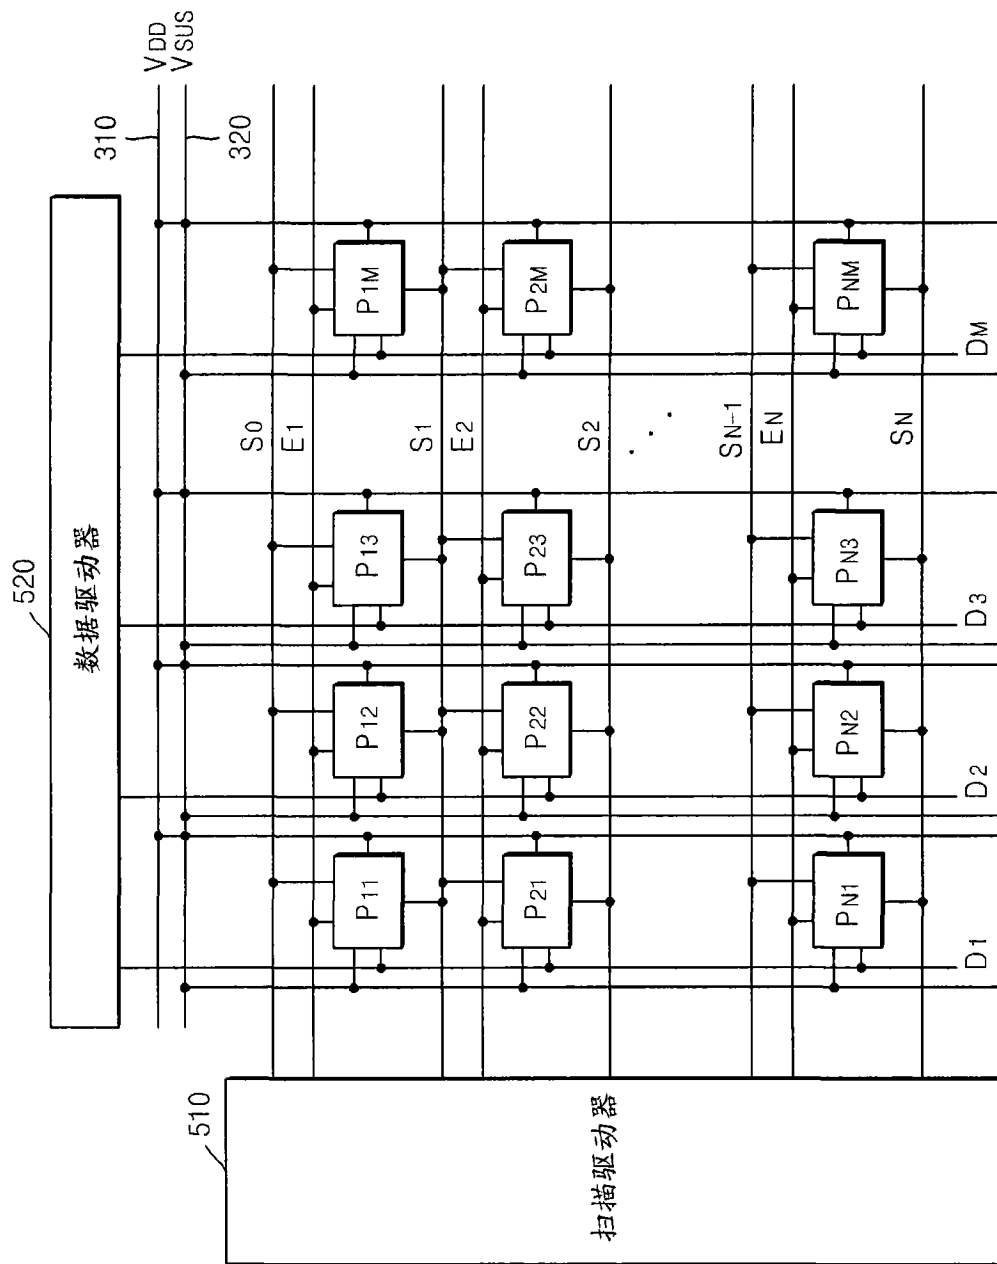 520
数据驱动器
310
VDD
VSUS
320
S0
E1
P11
P12
P13
P1M
S1
E2
P21
P22
P23
P2M
S2
SN-1
EN
PN1
PN2
PN3
PNM
SN
D1
D2
D3
DM
510
扫描驱动器